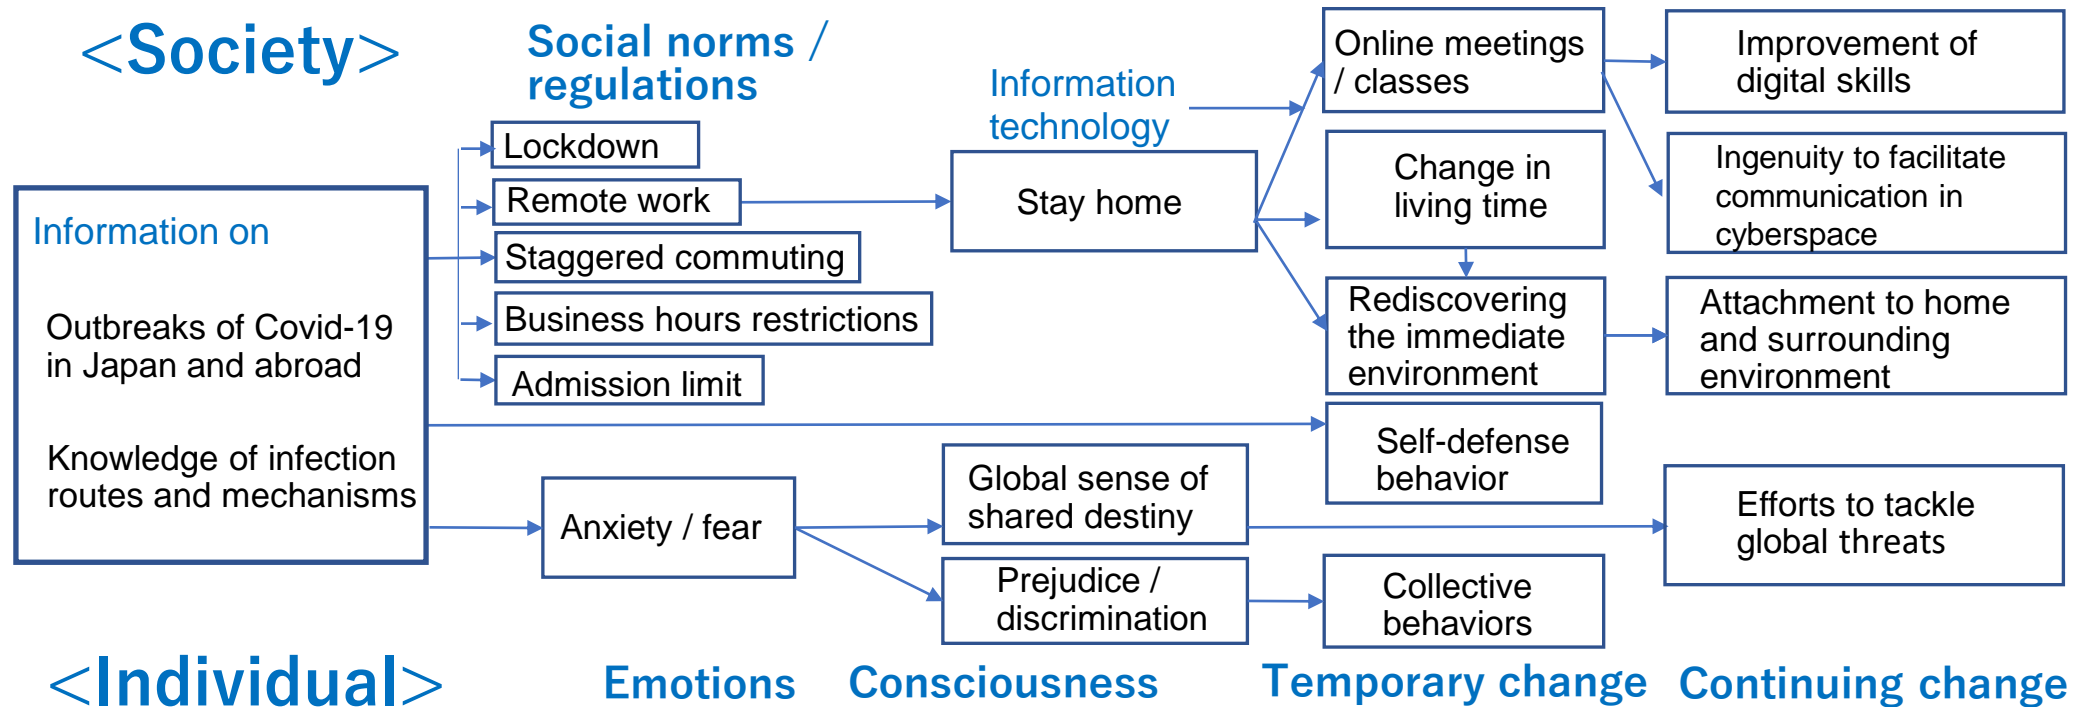 <Society>
Social norms /
regulations
Information
technology
Online meetings
/ classes
Improvement of
digital skills
Lockdown
Remote work
Staggered commuting
Business hours restrictions
Admission limit
Stay home
Change in
living time
Ingenuity to facilitate
communication in
cyberspace
Information on
Outbreaks of Covid-19
in Japan and abroad
Knowledge of infection
routes and mechanisms
Rediscovering
the immediate
environment
Attachment to home
and surrounding
environment
Self-defense
behavior
Anxiety / fear
Global sense of
shared destiny
Efforts to tackle
global threats
Prejudice /
discrimination
Collective
behaviors
<Individual>
Emotions
Consciousness
Temporary change
Continuing change